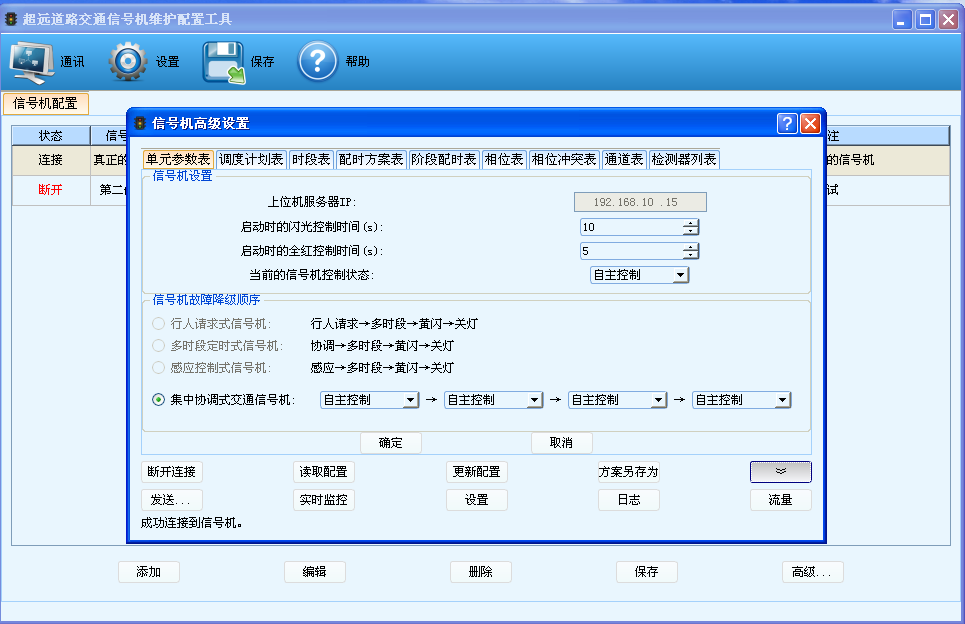 超远道路交通信号机维护配置工具
通讯 设置 保存 帮助
信号机配置
状态 信号 注
连接 真正的 的信号机
断开 第二 试
信号机高级设置
单元参数表 调度计划表 时段表 配时方案表 阶段配时表 相位表 相位冲突表 通道表 检测器列表
信号机设置
上位机服务器IP: 192.168.10 .15
启动时的闪光控制时间(s): 10
启动时的全红控制时间(s): 5
当前的信号机控制状态: 自主控制
信号机故障降级顺序
行人请求式信号机: 行人请求→多时段→黄闪→关灯
多时段定时式信号机: 协调→多时段→黄闪→关灯
感应控制式信号机: 感应→多时段→黄闪→关灯
集中协调式交通信号机: 自主控制 → 自主控制 → 自主控制 → 自主控制
确定 取消
断开连接 读取配置 更新配置 方案另存为
发送... 实时监控 设置 日志 流量
成功连接到信号机。
添加 编辑 删除 保存 高级...